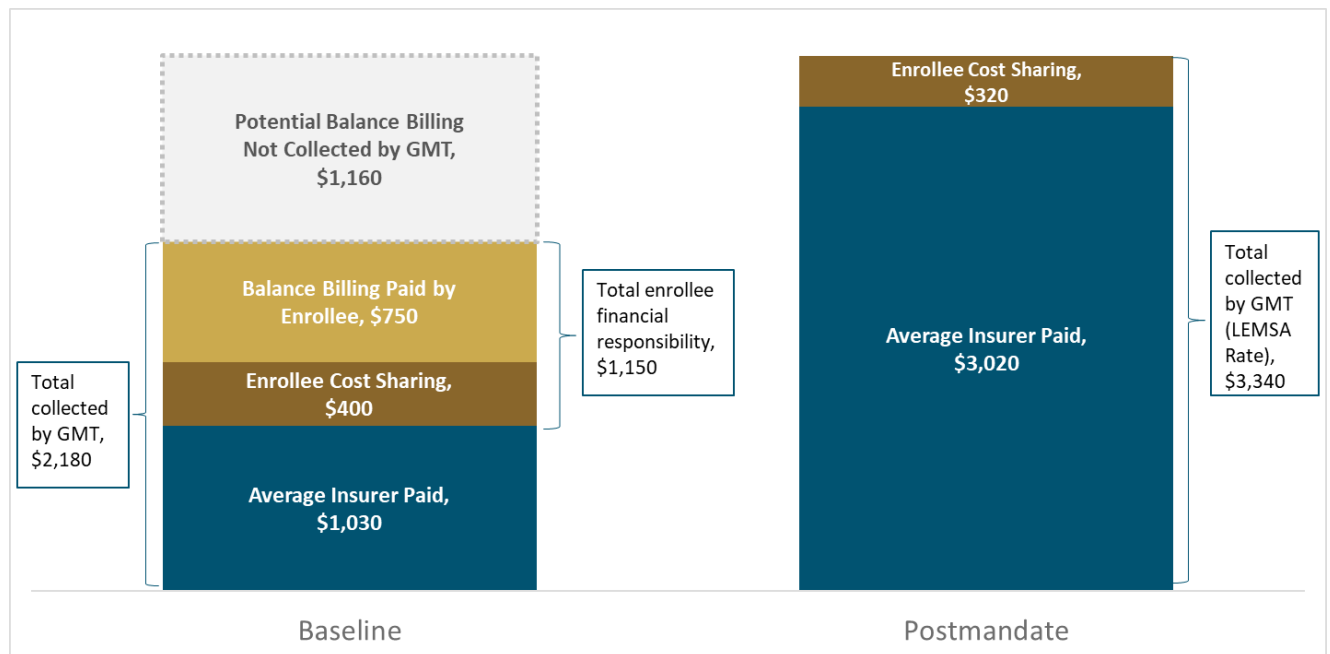 Potential Balance Billing
Not Collected by GMT,
$1,160
Balance Billing Paid by
Enrollee, $750
Enrollee Cost Sharing,
$400
Average Insurer Paid,
$1,030
Total
collected
by GMT,
$2,180
Total enrollee
financial
responsibility,
$1,150
Enrollee Cost Sharing,
$320
Average Insurer Paid,
$3,020
Total
collected
by GMT
(LEMSA
Rate),
$3,340
Baseline
Postmandate